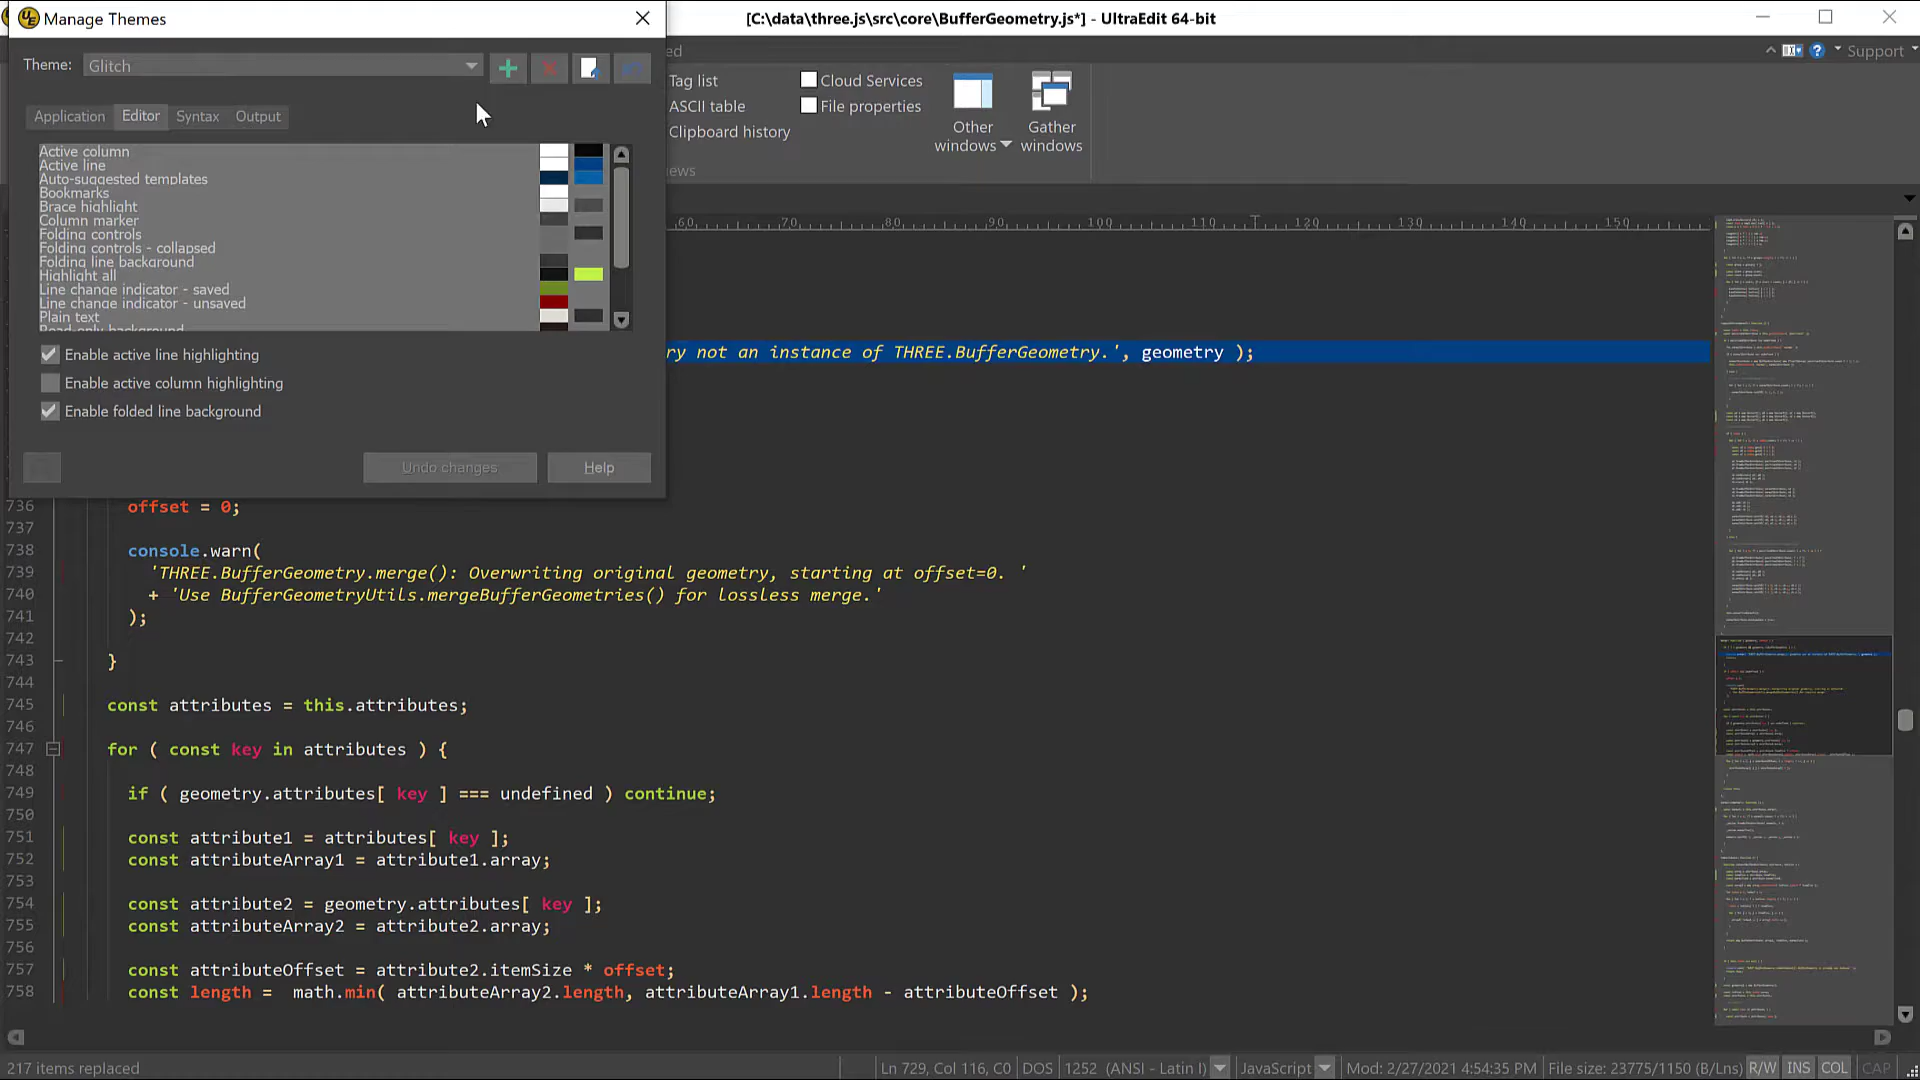 Manage Themes
[C:\data\three.js\src\core\BufferGeometry.js*] - UltraEdit 64-bit
Theme: Glitch
Support
Application Editor Syntax Output
Tag list
ASCII table
Clipboard history
Cloud Services
File properties
Other windows
Gather windows
Active column
Active line
Auto-suggested templates
Bookmarks
Brace highlight
Column marker
Folding controls
Folding controls - collapsed
Folding line background
Highlight all
Line change indicator - saved
Line change indicator - unsaved
Plain text
Read-only background
Enable active line highlighting
Enable active column highlighting
Enable folded line background
Undo changes Help
60 70 80 90 100 110 120 130 140 150
ry not an instance of THREE.BufferGeometry.', geometry );
736 offset = 0;
737
738 console.warn(
739 'THREE.BufferGeometry.merge(): Overwriting original geometry, starting at offset=0. '
740 + 'Use BufferGeometryUtils.mergeBufferGeometries() for lossless merge.'
741 );
742
743 }
744
745 const attributes = this.attributes;
746
747 for ( const key in attributes ) {
748
749 if ( geometry.attributes[ key ] === undefined ) continue;
750
751 const attribute1 = attributes[ key ];
752 const attributeArray1 = attribute1.array;
753
754 const attribute2 = geometry.attributes[ key ];
755 const attributeArray2 = attribute2.array;
756
757 const attributeOffset = attribute2.itemSize * offset;
758 const length = math.min( attributeArray2.length, attributeArray1.length - attributeOffset );
217 items replaced
Ln 729, Col 116, C0 DOS 1252 (ANSI - Latin I) JavaScript Mod: 2/27/2021 4:54:35 PM File size: 23775/1150 (B/Lns) R/W INS COL CAP